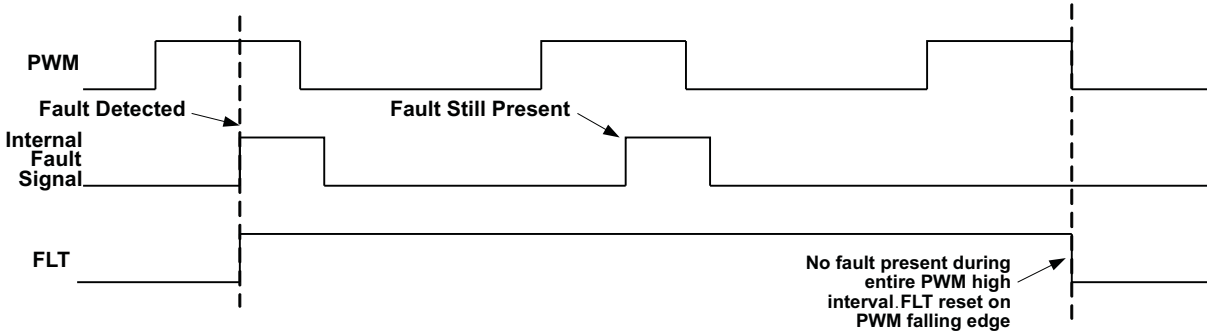 PWM
Fault Detected
Fault Still Present
Internal
Fault
Signal
FLT
No fault present during
entire PWM high
interval.FLT reset on
PWM falling edge